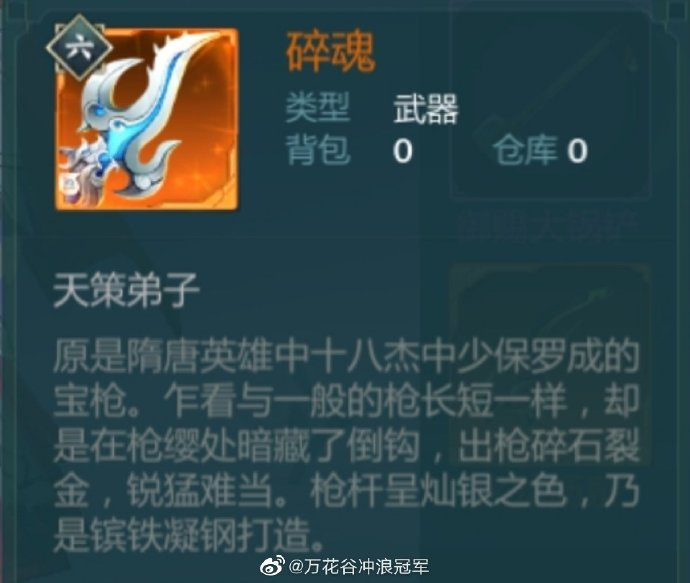 六
碎魂
类型 武器
背包 0 仓库 0
天策弟子
原是隋唐英雄中十八杰中少保罗成的
宝枪。乍看与一般的枪长短一样，却
是在枪缨处暗藏了倒钩，出枪碎石裂
金，锐猛难当。枪杆呈灿银之色，乃
是镔铁凝钢打造。
@万花谷冲浪冠军